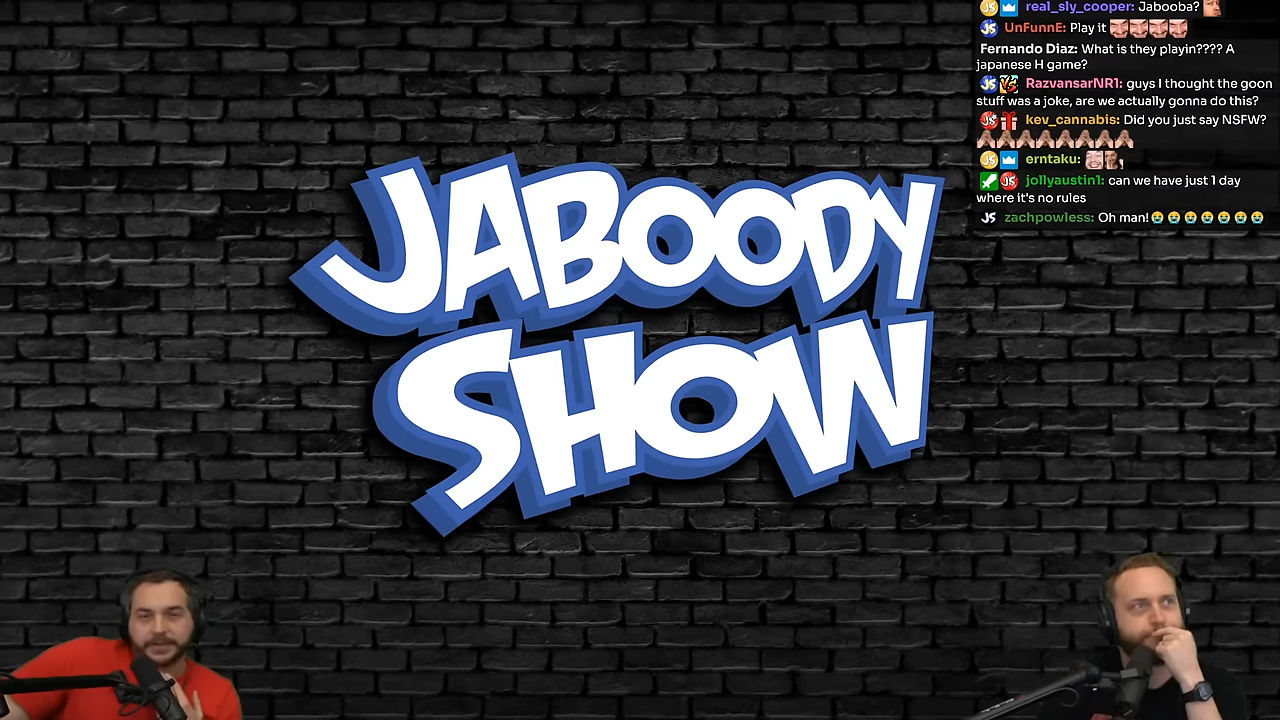 real_sly_cooper: Jabooba?
UnFunnE: Play it
Fernando Diaz: What is they playin???? A
japanese H game?
RazvansarNR1: guys I thought the goon
stuff was a joke, are we actually gonna do this?
kev_cannabis: Did you just say NSFW?
erntaku:
jollyaustin1: can we have just 1 day
where it's no rules
JS zachpowless: Oh man!
JABOODY
SHOW